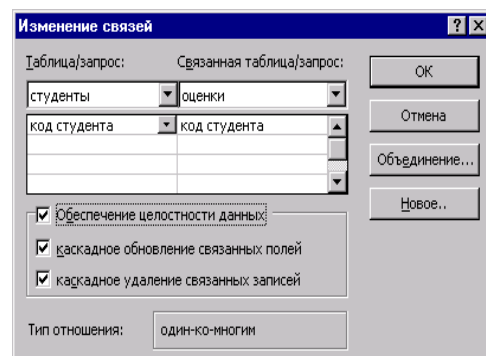 Изменение связей
Таблица/запрос: Связанная таблица/запрос:
студенты оценки
код студента код студента
Обеспечение целостности данных
каскадное обновление связанных полей
каскадное удаление связанных записей
Тип отношения: один-ко-многим
ОК
Отмена
Объединение...
Новое..